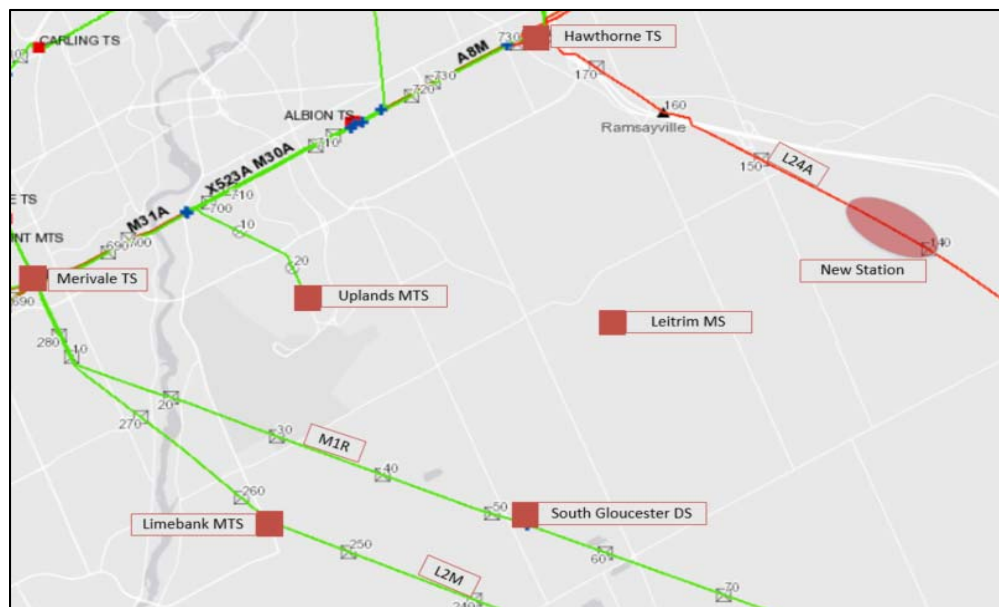 CARLING TS
10
730
Hawthorne TS
A8M
730
720
170
160
Ramsayville
ALBION TS
10
150
L24A
X523A M30A
710
700
E TS
M31A
10
140
New Station
NT MTS
690
700
20
Merivale TS
690
Uplands MTS
Leitrim MS
280
10
20
270
30
M1R
40
260
50
South Gloucester DS
Limebank MTS
250
60
L2M
240
70